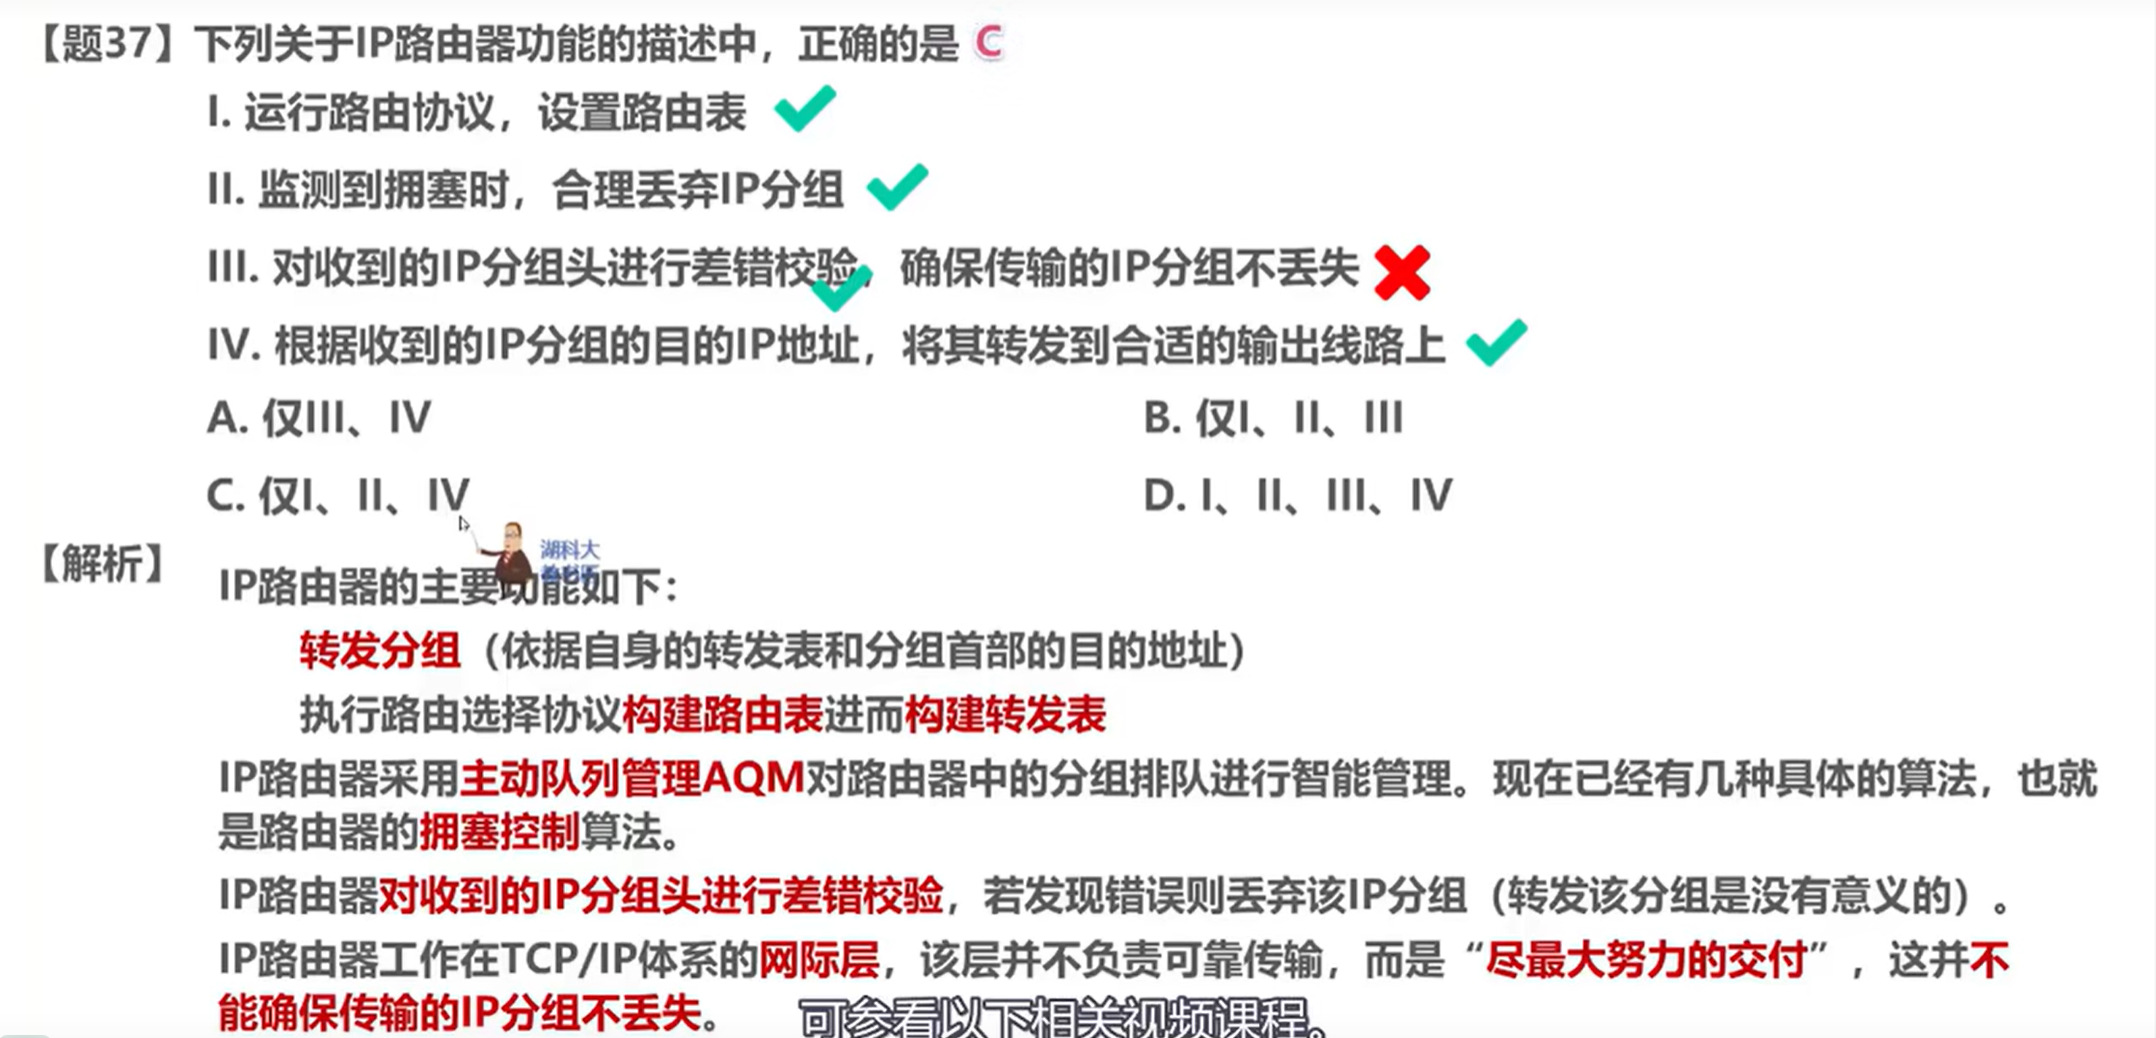 【题37】下列关于IP路由器功能的描述中，正确的是 C
I. 运行路由协议，设置路由表
II. 监测到拥塞时，合理丢弃IP分组
III. 对收到的IP分组头进行差错校验，确保传输的IP分组不丢失
IV. 根据收到的IP分组的目的IP地址，将其转发到合适的输出线路上
A. 仅III、IV B. 仅I、II、III
C. 仅I、II、IV D. I、II、III、IV
【解析】
湖科大
IP路由器的主要功能如下：
转发分组（依据自身的转发表和分组首部的目的地址）
执行路由选择协议构建路由表进而构建转发表
IP路由器采用主动队列管理AQM对路由器中的分组排队进行智能管理。现在已经有几种具体的算法，也就
是路由器的拥塞控制算法。
IP路由器对收到的IP分组头进行差错校验，若发现错误则丢弃该IP分组（转发该分组是没有意义的）。
IP路由器工作在TCP/IP体系的网际层，该层并不负责可靠传输，而是“尽最大努力的交付”，这并不
能确保传输的IP分组不丢失。
可参看以下相关视频课程。